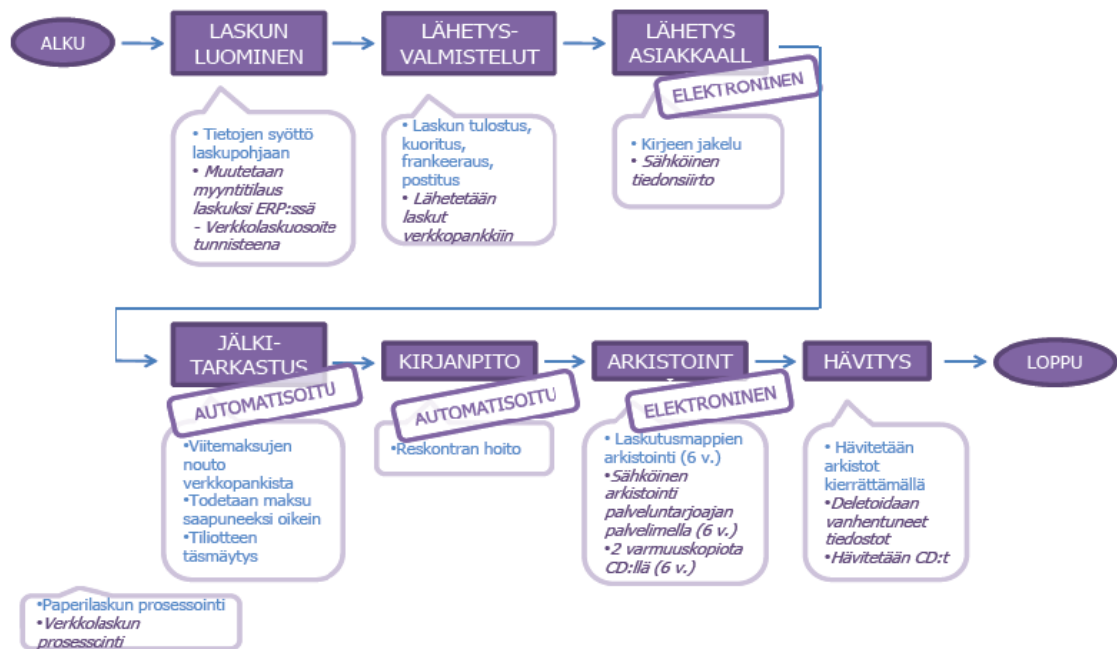 ALKU
LASKUN
LUOMINEN
LÄHETYS-
VALMISTELUT
LÄHETYS
ASIAKKAALL
ELEKTRONINEN
• Tietojen syöttö
laskupohjaan
• Muutetaan
myyntitilaus
laskuksi ERP:ssä
- Verkkolaskuosoite
tunnisteena
• Laskun tulostus,
kuoritus,
frankeeraus,
postitus
• Lähetetään
laskut
verkkopankkiin
• Kirjeen jakelu
• Sähköinen
tiedonsiirto
JÄLKI-
TARKASTUS
AUTOMATISOITU
KIRJANPITO
AUTOMATISOITU
ARKISTOINT
ELEKTRONINEN
HÄVITYS
LOPPU
•Viitemaksujen
nouto
verkkopankista
•Todetaan maksu
saapuneeksi oikein
•Tiliotteen
täsmäytys
•Reskontran hoito
• Laskutusmappien
arkistointi (6 v.)
•Sähköinen
arkistointi
palveluntarjoajan
palvelimella (6 v.)
•2 varmuuskopiota
CD:llä (6 v.)
• Hävitetään
arkistot
kierrättämällä
•Deletoidaan
vanhentuneet
tiedostot
•Hävitetään CD:t
•Paperilaskun prosessointi
•Verkkolaskun
prosessointi